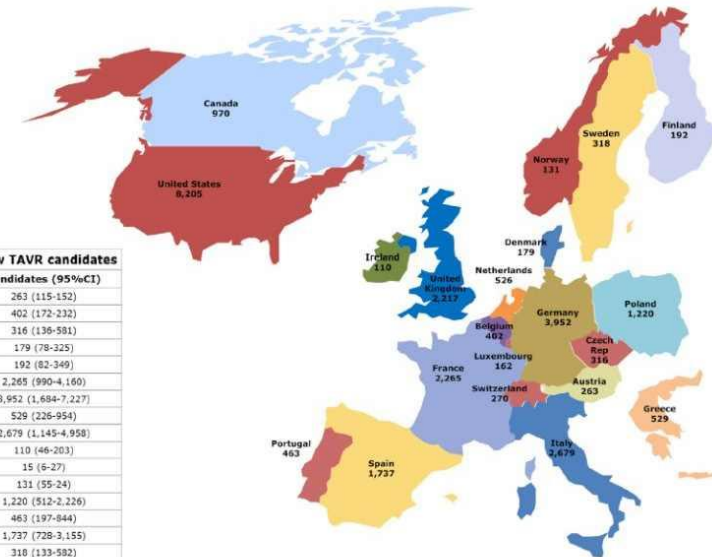 Canada
970
United States
8,205
Norway
131
Sweden
318
Finland
192
Ireland
110
United
Kingdom
2,217
Denmark
179
Netherlands
526
Belgium
402
Luxembourg
162
Germany
3,952
Poland
1,220
Czech
Rep
316
Austria
263
Switzerland
270
France
2,265
Portugal
463
Spain
1,737
Italy
2,679
Greece
529
TAVR candidates
(95%CI)
263 (115-152)
402 (172-232)
316 (136-581)
179 (78-325)
192 (82-349)
2,265 (990-4,160)
3,952 (1,684-7,227)
529 (226-954)
2,679 (1,145-4,958)
110 (46-203)
15 (6-27)
131 (55-24)
1,220 (512-2,226)
463 (197-844)
1,737 (728-3,155)
318 (133-582)